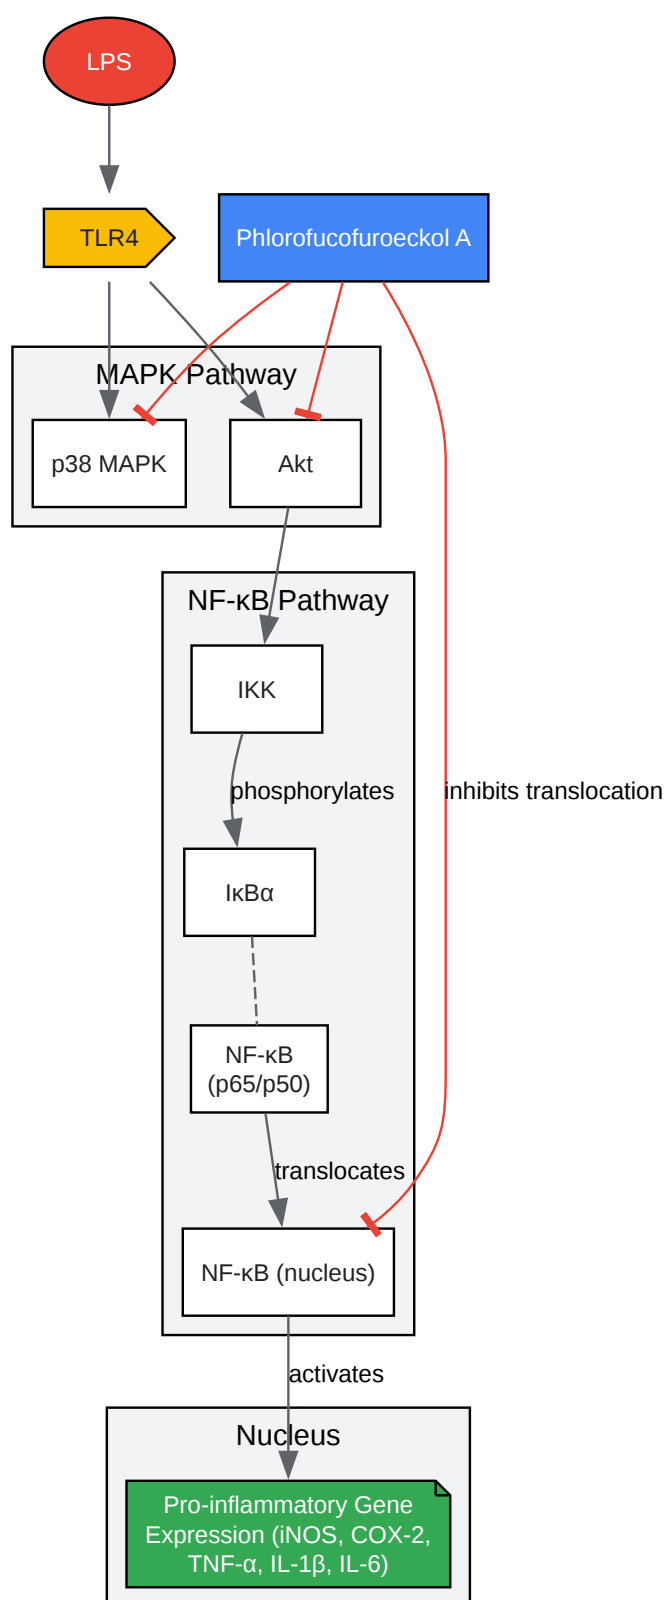 LPS
TLR4
Phlorofucofuroeckol A
MAPK Pathway
p38 MAPK
Akt
NF-κB Pathway
IKK
phosphorylates
inhibits translocation
IκBα
NF-κB
(p65/p50)
translocates
NF-κB (nucleus)
activates
Nucleus
Pro-inflammatory Gene
Expression (iNOS, COX-2,
TNF-α, IL-1β, IL-6)